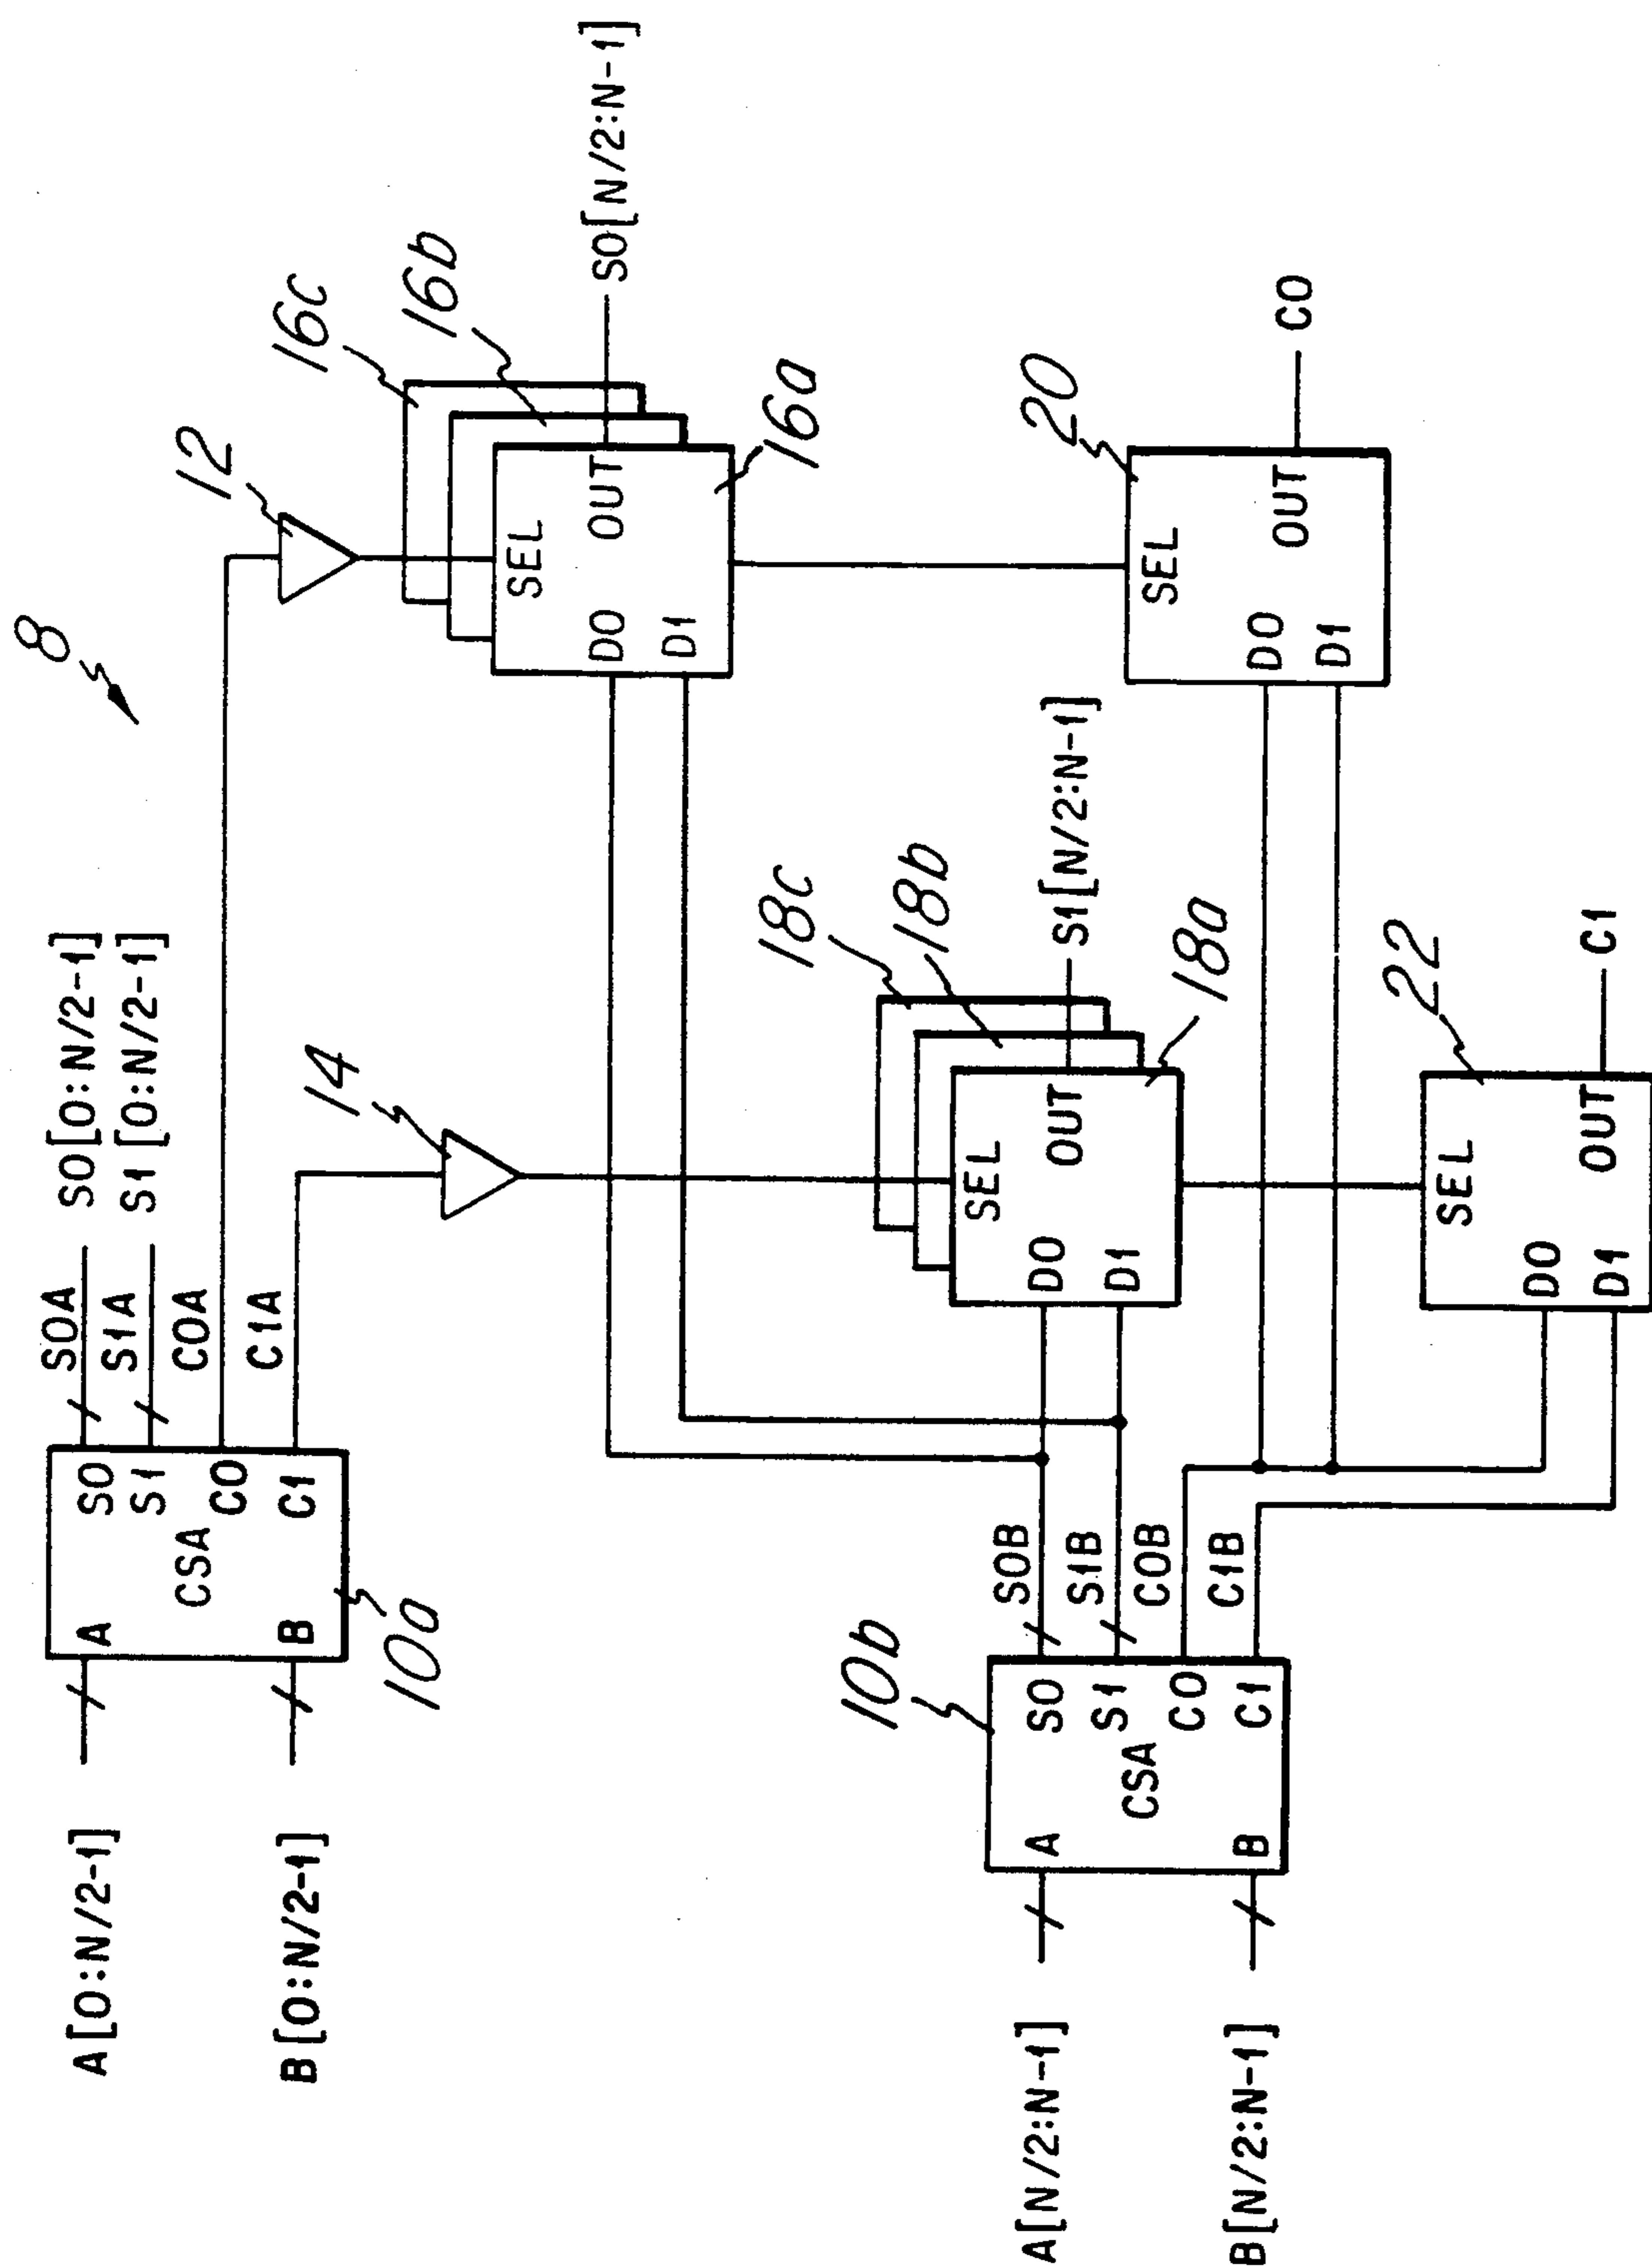 8
A[0:N/2-1]
B[0:N/2-1]
A
B
CSA
S0
S1
C0
C1
10a
S0A
S1A
C0A
C1A
S0[0:N/2-1]
S1[0:N/2-1]
12
14
16c
16b
16a
SEL
D0
D1
OUT
S0[N/2:N-1]
18c
18b
18a
SEL
D0
D1
OUT
S1[N/2:N-1]
A[N/2:N-1]
B[N/2:N-1]
10b
A
B
CSA
S0
S1
C0
C1
S0B
S1B
C0B
C1B
20
SEL
D0
D1
OUT
C0
22
SEL
D0
D1
OUT
C1